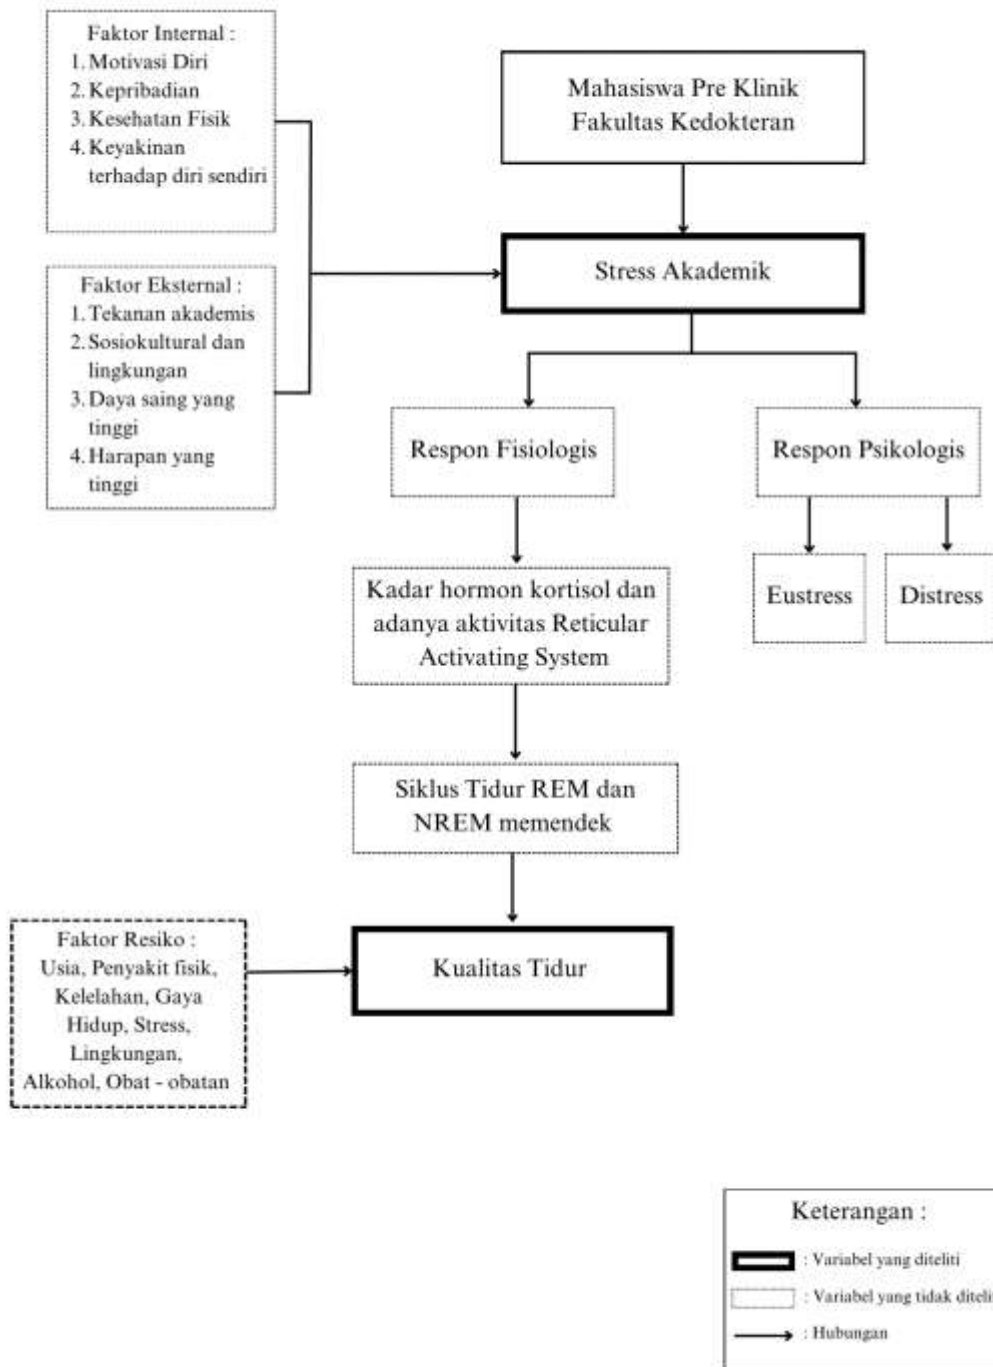 Faktor Internal :
1. Motivasi Diri
2. Kepribadian
3. Kesehatan Fisik
4. Keyakinan
terhadap diri sendiri
Mahasiswa Pre Klinik
Fakultas Kedokteran
Stress Akademik
Faktor Eksternal :
1. Tekanan akademis
2. Sosiokultural dan
lingkungan
3. Daya saing yang
tinggi
4. Harapan yang
tinggi
Respon Fisiologis
Respon Psikologis
Kadar hormon kortisol dan
adanya aktivitas Reticular
Activating System
Eustress
Distress
Siklus Tidur REM dan
NREM memendek
Faktor Resiko :
Usia, Penyakit fisik,
Kelelahan, Gaya
Hidup, Stress,
Lingkungan,
Alkohol, Obat - obatan
Kualitas Tidur
Keterangan :
: Variabel yang diteliti
: Variabel yang tidak diteliti
: Hubungan